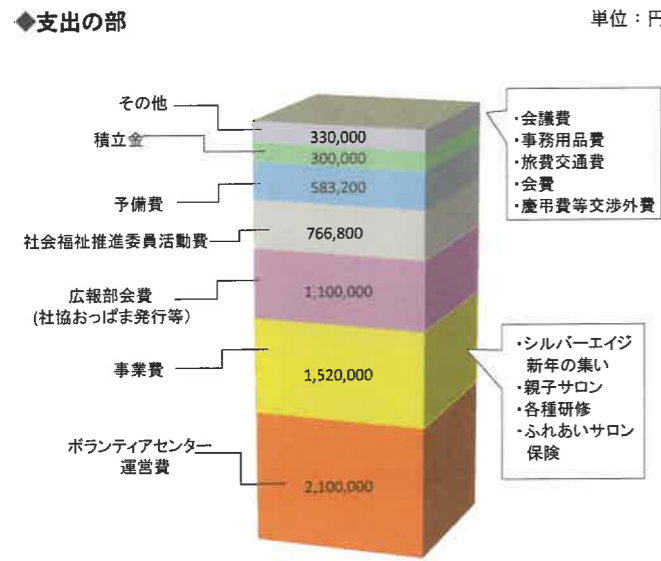 ◆支出の部
単位：円
その他
積立金
予備費
社会福祉推進委員活動費
広報部会費
(社協おっぱま発行等)
事業費
ボランティアセンター
運営費
330,000
300,000
583,200
766,800
1,100,000
1,520,000
2,100,000
・会議費
・事務用品費
・旅費交通費
・会費
・慶弔費等交渉外費
・シルバーエイジ
新年の集い
・親子サロン
・各種研修
・ふれあいサロン
保険